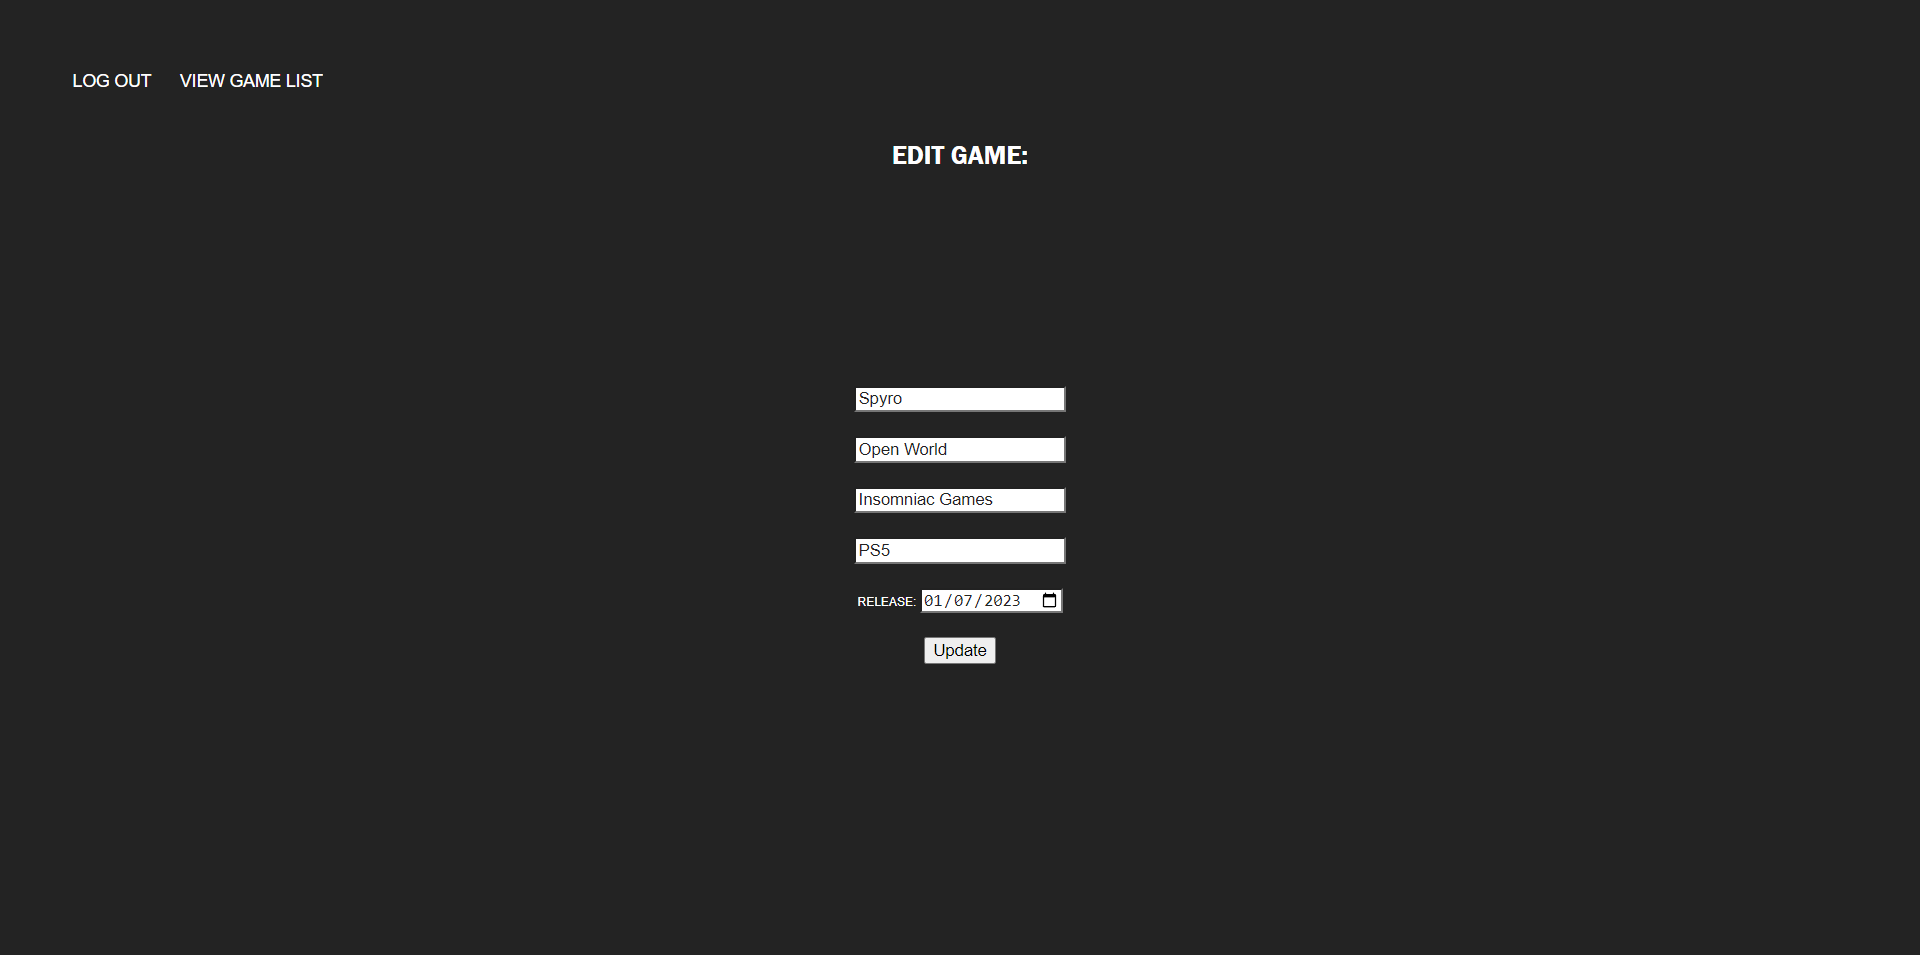 LOG OUT VIEW GAME LIST
EDIT GAME:
Spyro
Open World
Insomniac Games
PS5
RELEASE: 01/07/2023
Update